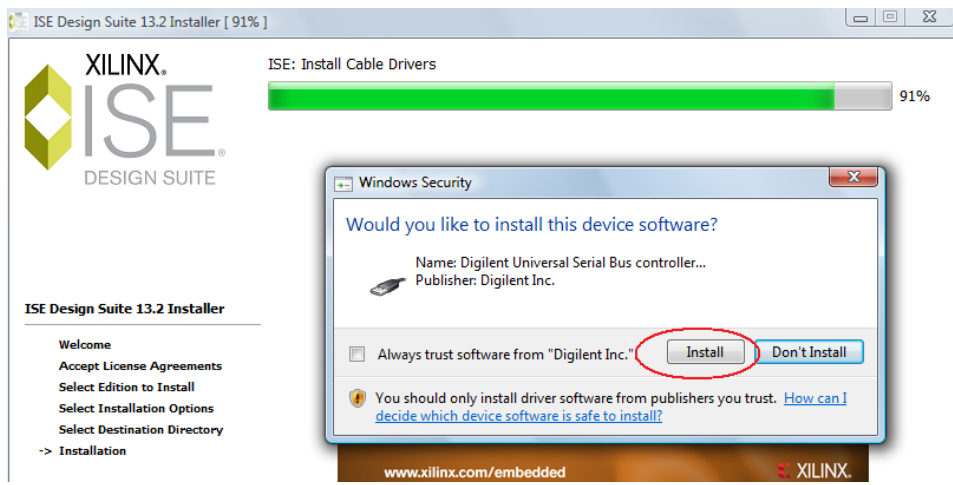 ISE Design Suite 13.2 Installer [ 91% ]
XILINX®
ISE®
DESIGN SUITE
ISE: Install Cable Drivers
91%
Windows Security
Would you like to install this device software?
Name: Digilent Universal Serial Bus controller...
Publisher: Digilent Inc.
Always trust software from "Digilent Inc."
Install
Don't Install
You should only install driver software from publishers you trust. How can I
decide which device software is safe to install?
ISE Design Suite 13.2 Installer
Welcome
Accept License Agreements
Select Edition to Install
Select Installation Options
Select Destination Directory
-> Installation
www.xilinx.com/embedded
XILINX.